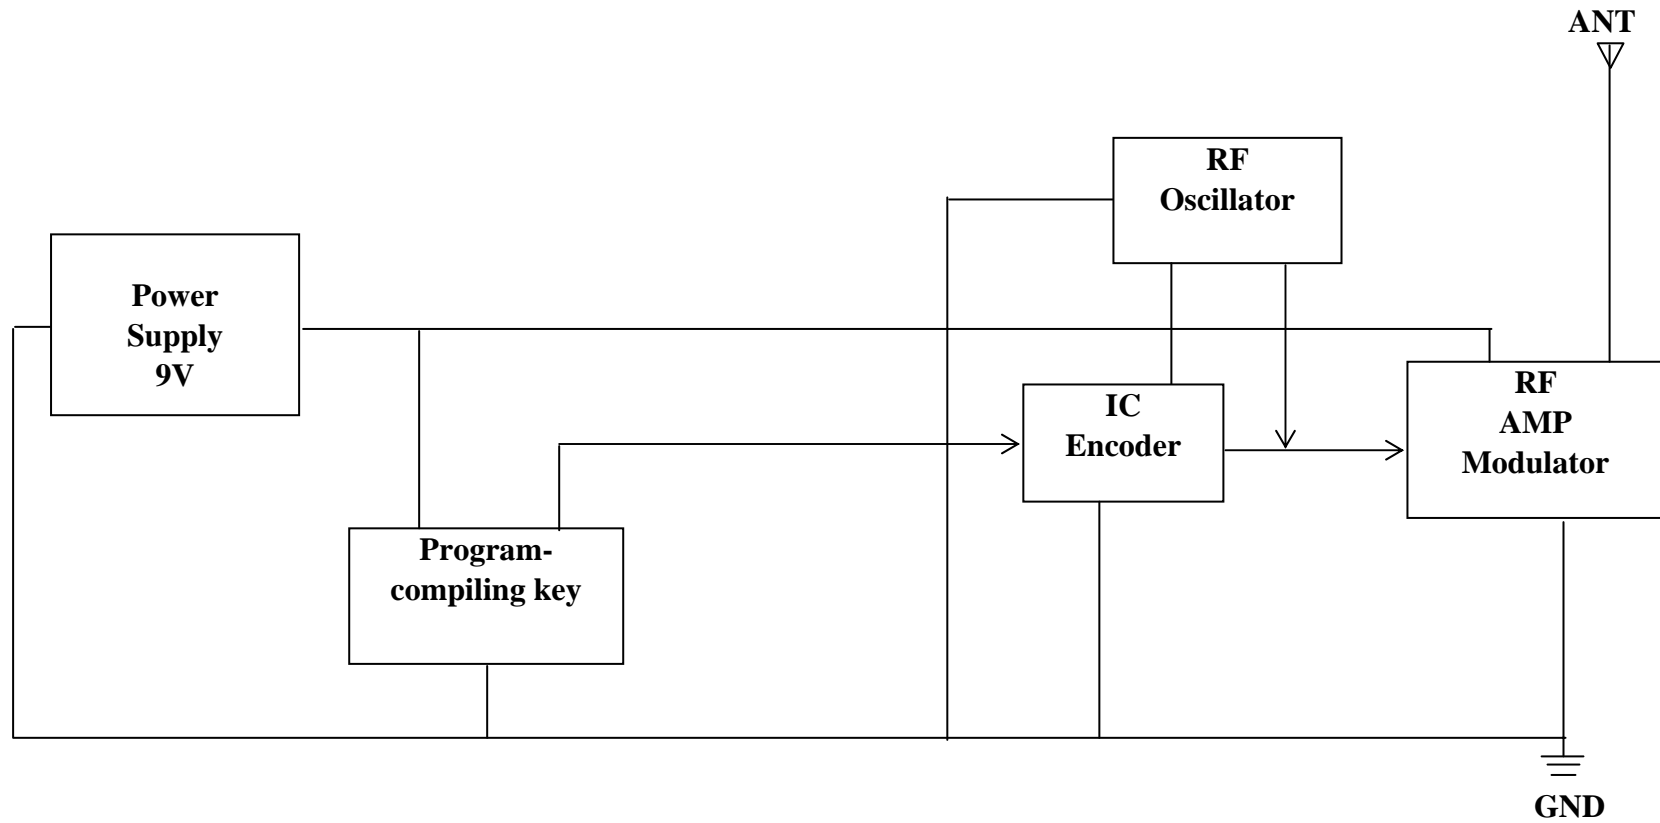 ANT
RF
Oscillator
Power
Supply
9V
IC
Encoder
RF
AMP
Modulator
Program-
compiling key
GND